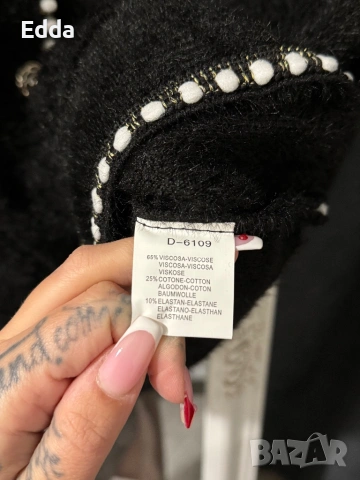 Edda
D-6109
65% VISCOSA-VISCOSE
VISCOSA-VISCOSA
VISKOSE
25% COTONE-COTTON
ALGODON-COTON
BAUMWOLLE
10% ELASTAN-ELASTANE
ELASTANO-ELASTHAN
ELASTHANE
BAZAR